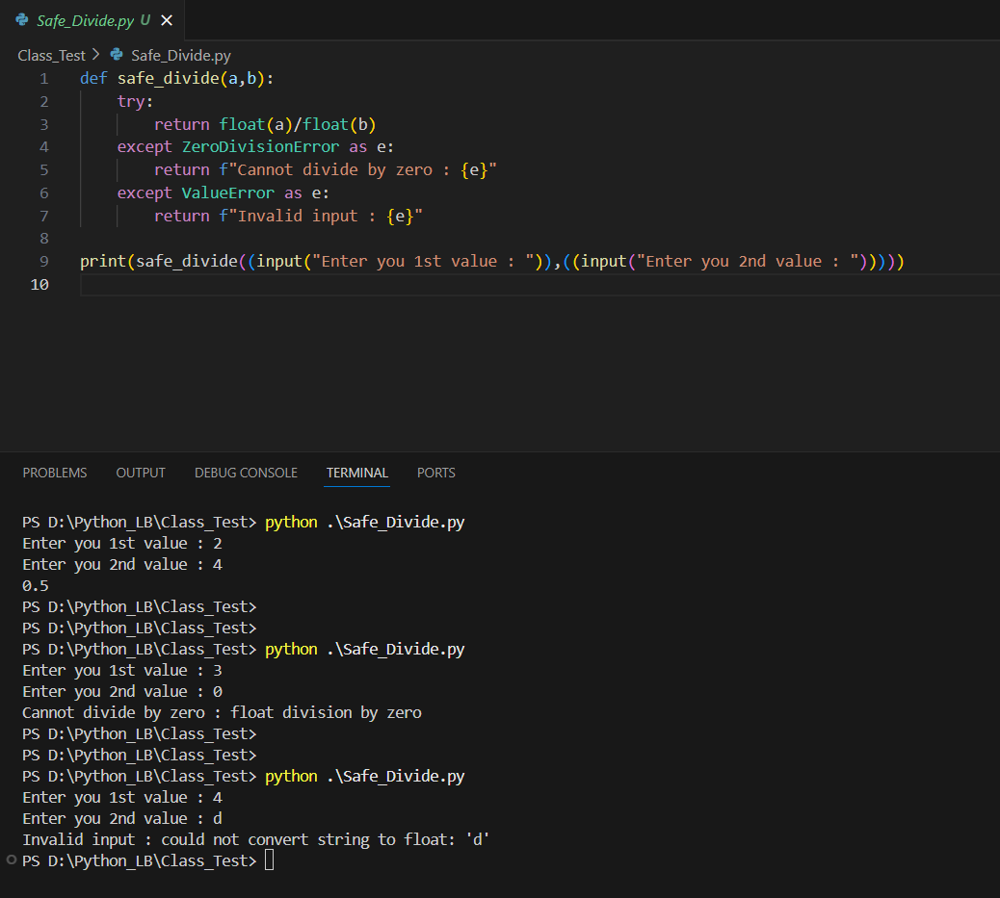 Safe_Divide.py U
Class_Test > Safe_Divide.py
1 def safe_divide(a,b):
2     try:
3         return float(a)/float(b)
4     except ZeroDivisionError as e:
5         return f"Cannot divide by zero : {e}"
6     except ValueError as e:
7         return f"Invalid input : {e}"
8
9 print(safe_divide((input("Enter you 1st value : ")),((input("Enter you 2nd value : ")))))
10
PROBLEMS OUTPUT DEBUG CONSOLE TERMINAL PORTS
PS D:\Python_LB\Class_Test> python .\Safe_Divide.py
Enter you 1st value : 2
Enter you 2nd value : 4
0.5
PS D:\Python_LB\Class_Test>
PS D:\Python_LB\Class_Test>
PS D:\Python_LB\Class_Test> python .\Safe_Divide.py
Enter you 1st value : 3
Enter you 2nd value : 0
Cannot divide by zero : float division by zero
PS D:\Python_LB\Class_Test>
PS D:\Python_LB\Class_Test>
PS D:\Python_LB\Class_Test> python .\Safe_Divide.py
Enter you 1st value : 4
Enter you 2nd value : d
Invalid input : could not convert string to float: 'd'
PS D:\Python_LB\Class_Test>